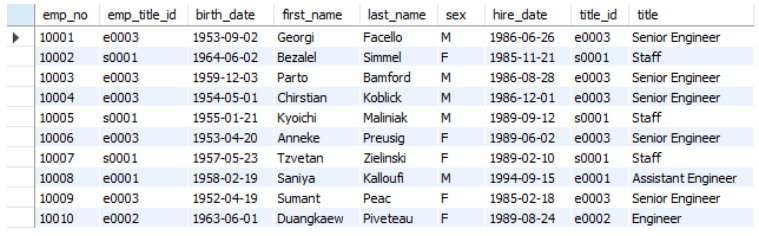 emp_no emp_title_id birth_date first_name last_name sex hire_date title_id title
10001 e0003 1953-09-02 Georgi Facello M 1986-06-26 e0003 Senior Engineer
10002 s0001 1964-06-02 Bezalel Simmel F 1985-11-21 s0001 Staff
10003 e0003 1959-12-03 Parto Bamford M 1986-08-28 e0003 Senior Engineer
10004 e0003 1954-05-01 Chirstian Koblick M 1986-12-01 e0003 Senior Engineer
10005 s0001 1955-01-21 Kyoichi Maliniak M 1989-09-12 s0001 Staff
10006 e0003 1953-04-20 Anneke Preusig F 1989-06-02 e0003 Senior Engineer
10007 s0001 1957-05-23 Tzvetan Zielinski F 1989-02-10 s0001 Staff
10008 e0001 1958-02-19 Saniya Kalloufi M 1994-09-15 e0001 Assistant Engineer
10009 e0003 1952-04-19 Sumant Peac F 1985-02-18 e0003 Senior Engineer
10010 e0002 1963-06-01 Duangkaew Piveteau F 1989-08-24 e0002 Engineer